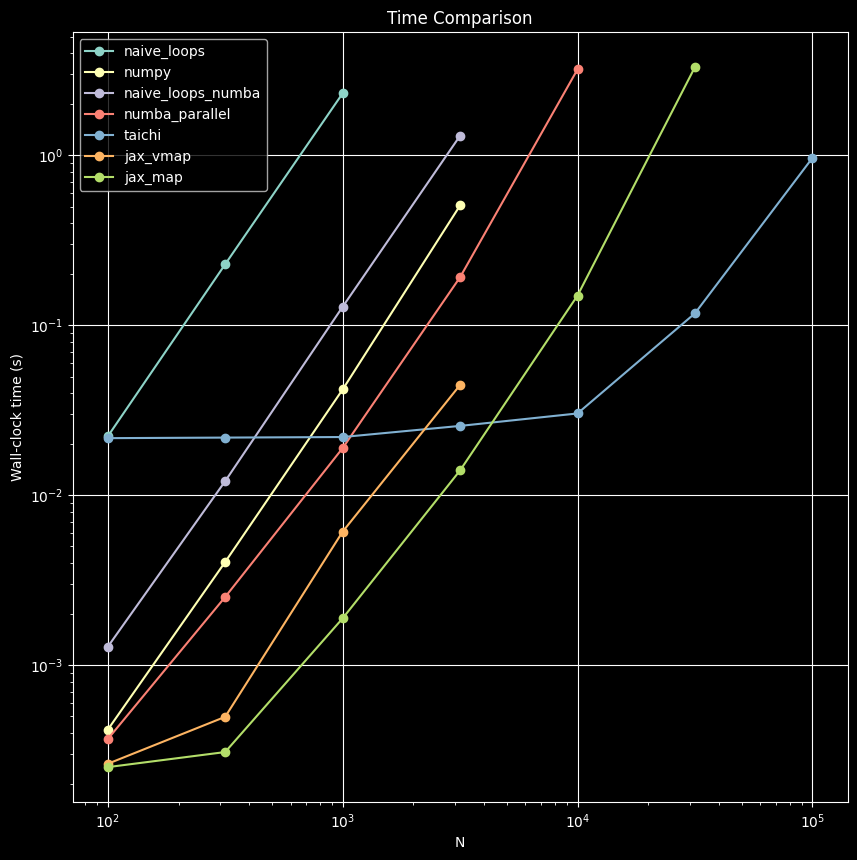 Time Comparison
naive_loops
numpy
naive_loops_numba
numba_parallel
taichi
jax_vmap
jax_map
Wall-clock time (s)
10⁰
10⁻¹
10⁻²
10⁻³
10²
10³
10⁴
10⁵
N